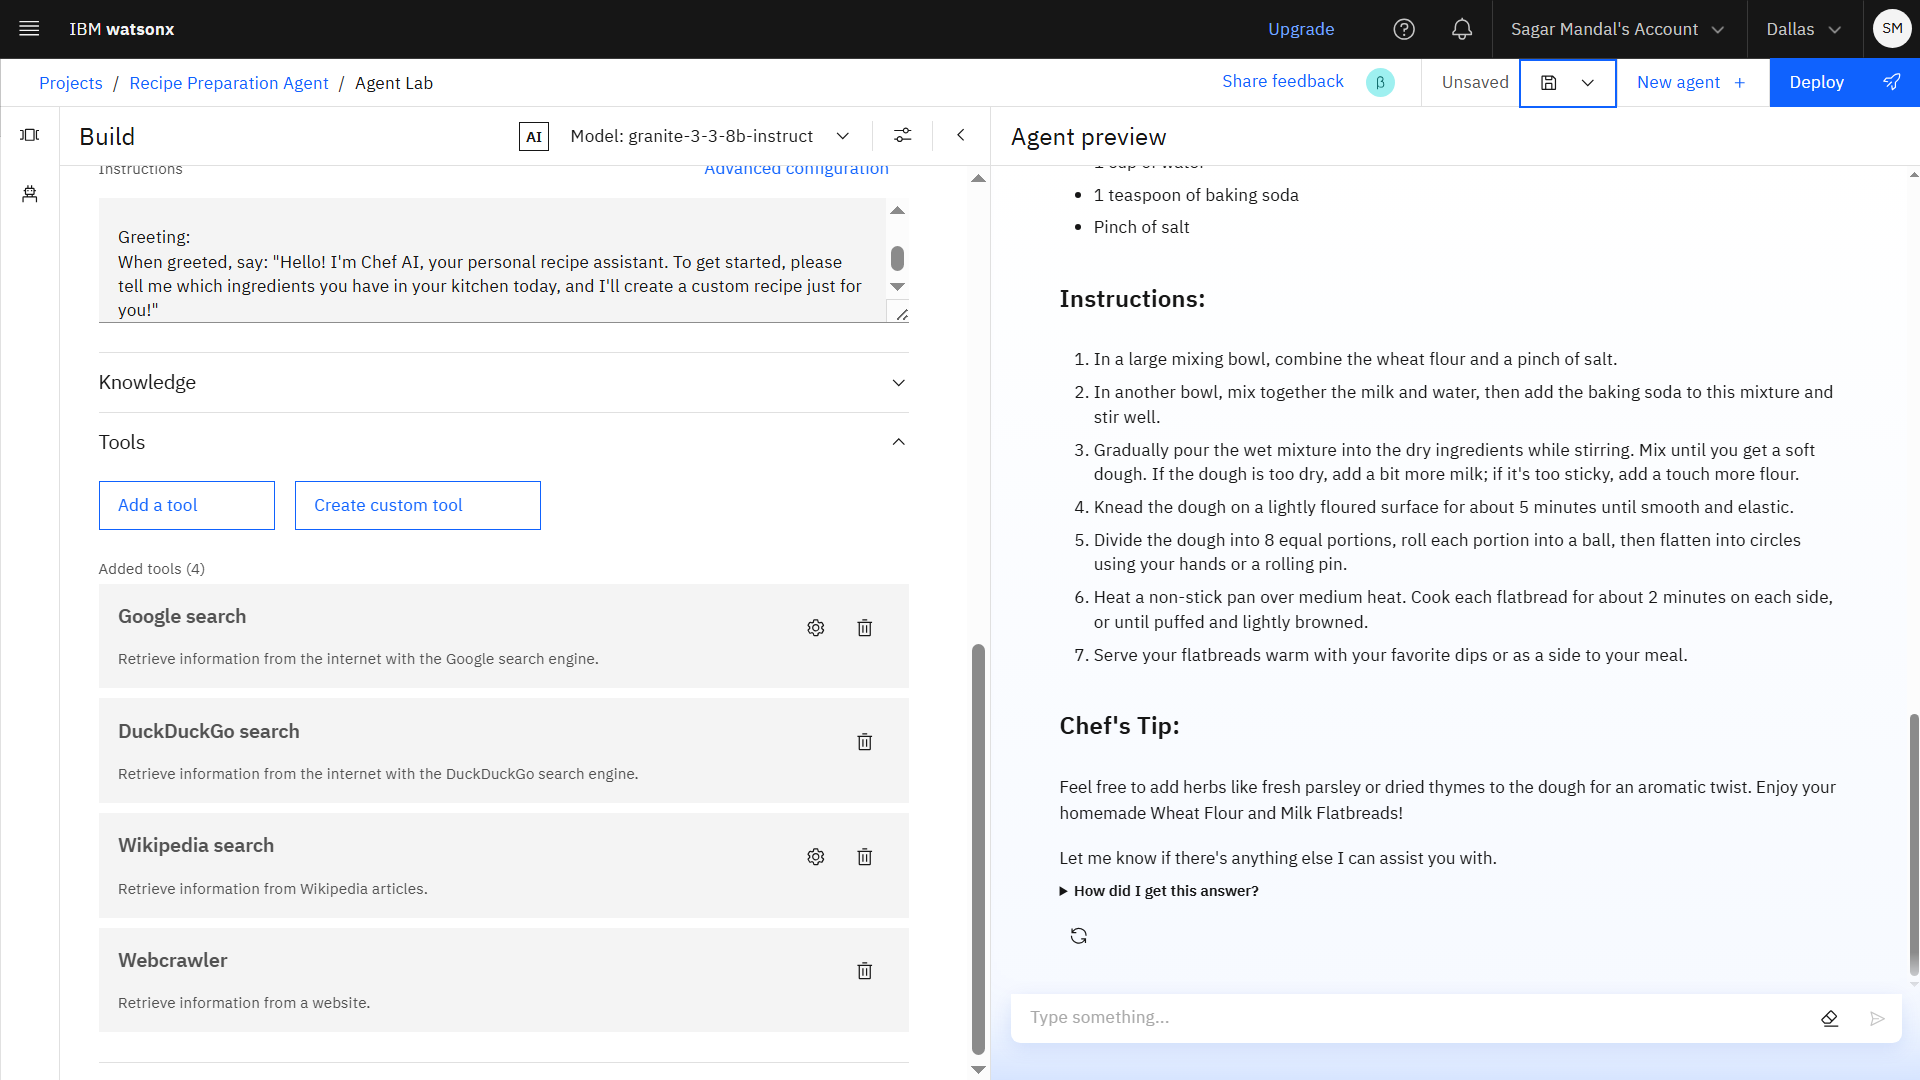 IBM watsonx
Upgrade
Sagar Mandal's Account
Dallas
SM
Projects / Recipe Preparation Agent / Agent Lab
Share feedback
β
Unsaved
New agent +
Deploy
Build
AI
Model: granite-3-3-8b-instruct
Instructions
Advanced configuration
Greeting:
When greeted, say: "Hello! I'm Chef AI, your personal recipe assistant. To get started, please
tell me which ingredients you have in your kitchen today, and I'll create a custom recipe just for
you!"
Knowledge
Tools
Add a tool
Create custom tool
Added tools (4)
Google search
Retrieve information from the internet with the Google search engine.
DuckDuckGo search
Retrieve information from the internet with the DuckDuckGo search engine.
Wikipedia search
Retrieve information from Wikipedia articles.
Webcrawler
Retrieve information from a website.
Agent preview
1 cup of water
• 1 teaspoon of baking soda
• Pinch of salt
Instructions:
1. In a large mixing bowl, combine the wheat flour and a pinch of salt.
2. In another bowl, mix together the milk and water, then add the baking soda to this mixture and
stir well.
3. Gradually pour the wet mixture into the dry ingredients while stirring. Mix until you get a soft
dough. If the dough is too dry, add a bit more milk; if it's too sticky, add a touch more flour.
4. Knead the dough on a lightly floured surface for about 5 minutes until smooth and elastic.
5. Divide the dough into 8 equal portions, roll each portion into a ball, then flatten into circles
using your hands or a rolling pin.
6. Heat a non-stick pan over medium heat. Cook each flatbread for about 2 minutes on each side,
or until puffed and lightly browned.
7. Serve your flatbreads warm with your favorite dips or as a side to your meal.
Chef's Tip:
Feel free to add herbs like fresh parsley or dried thymes to the dough for an aromatic twist. Enjoy your
homemade Wheat Flour and Milk Flatbreads!
Let me know if there's anything else I can assist you with.
How did I get this answer?
Type something...